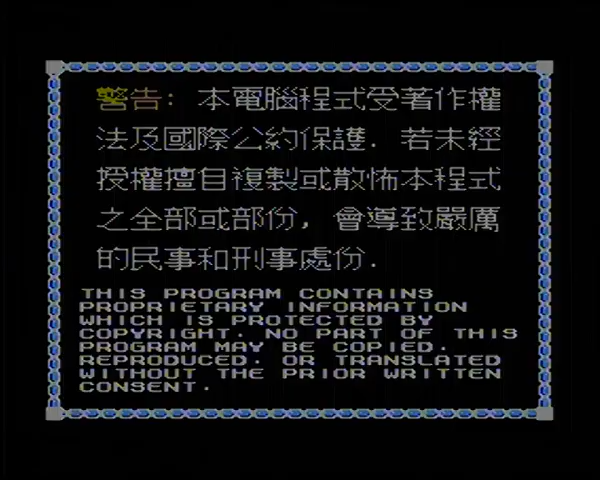 警告: 本電腦程式受著作權
法及國際公約保護. 若未經
授權擅自複製或散怖本程式
之全部或部份, 會導致嚴厲
的民事和刑事處份.
THIS PROGRAM CONTAINS
PROPRIETARY INFORMATION
WHICH IS PROTECTED BY
COPYRIGHT. NO PART OF THIS
PROGRAM MAY BE COPIED.
REPRODUCED. OR TRANSLATED
WITHOUT THE PRIOR WRITTEN
CONSENT.